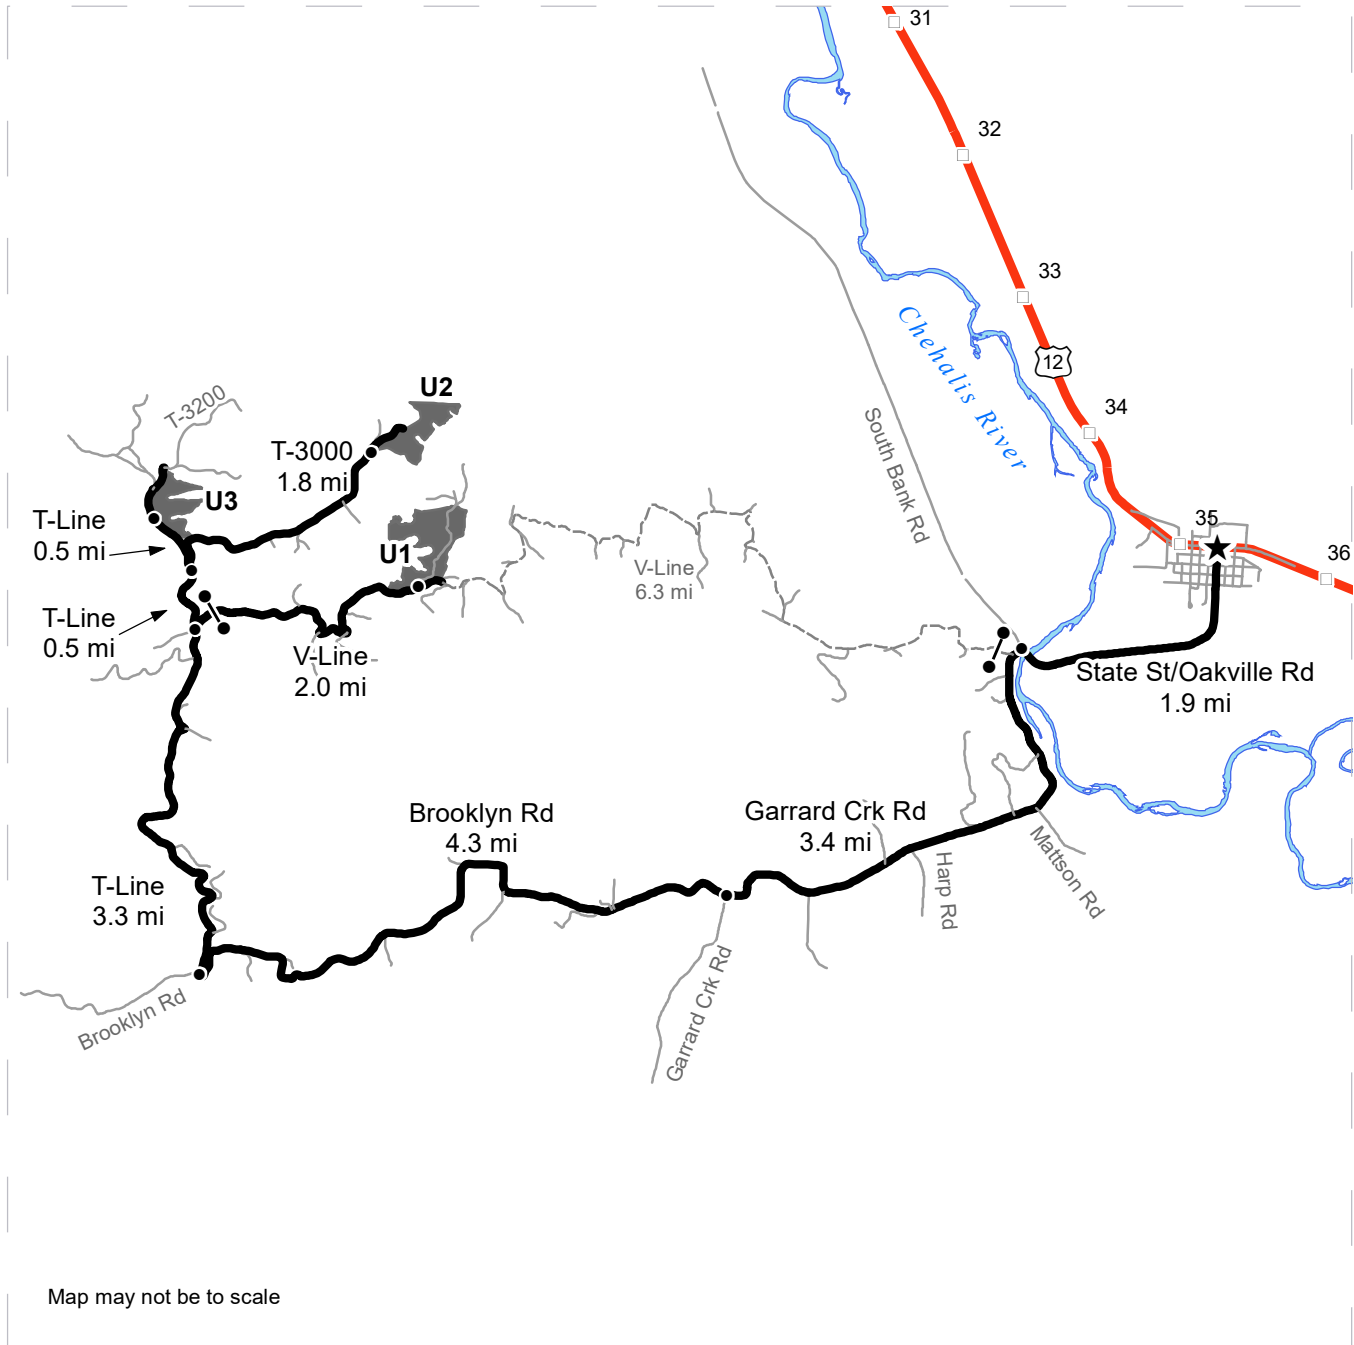 31
32
33
12
34
35
36
Chehalis River
South Bank Rd
T-3200
U2
T-3000
1.8 mi
U3
T-Line
0.5 mi
U1
V-Line
6.3 mi
T-Line
0.5 mi
V-Line
2.0 mi
State St/Oakville Rd
1.9 mi
Brooklyn Rd
4.3 mi
Garrard Crk Rd
3.4 mi
Mattson Rd
Harp Rd
T-Line
3.3 mi
Brooklyn Rd
Garrard Crk Rd
Map may not be to scale